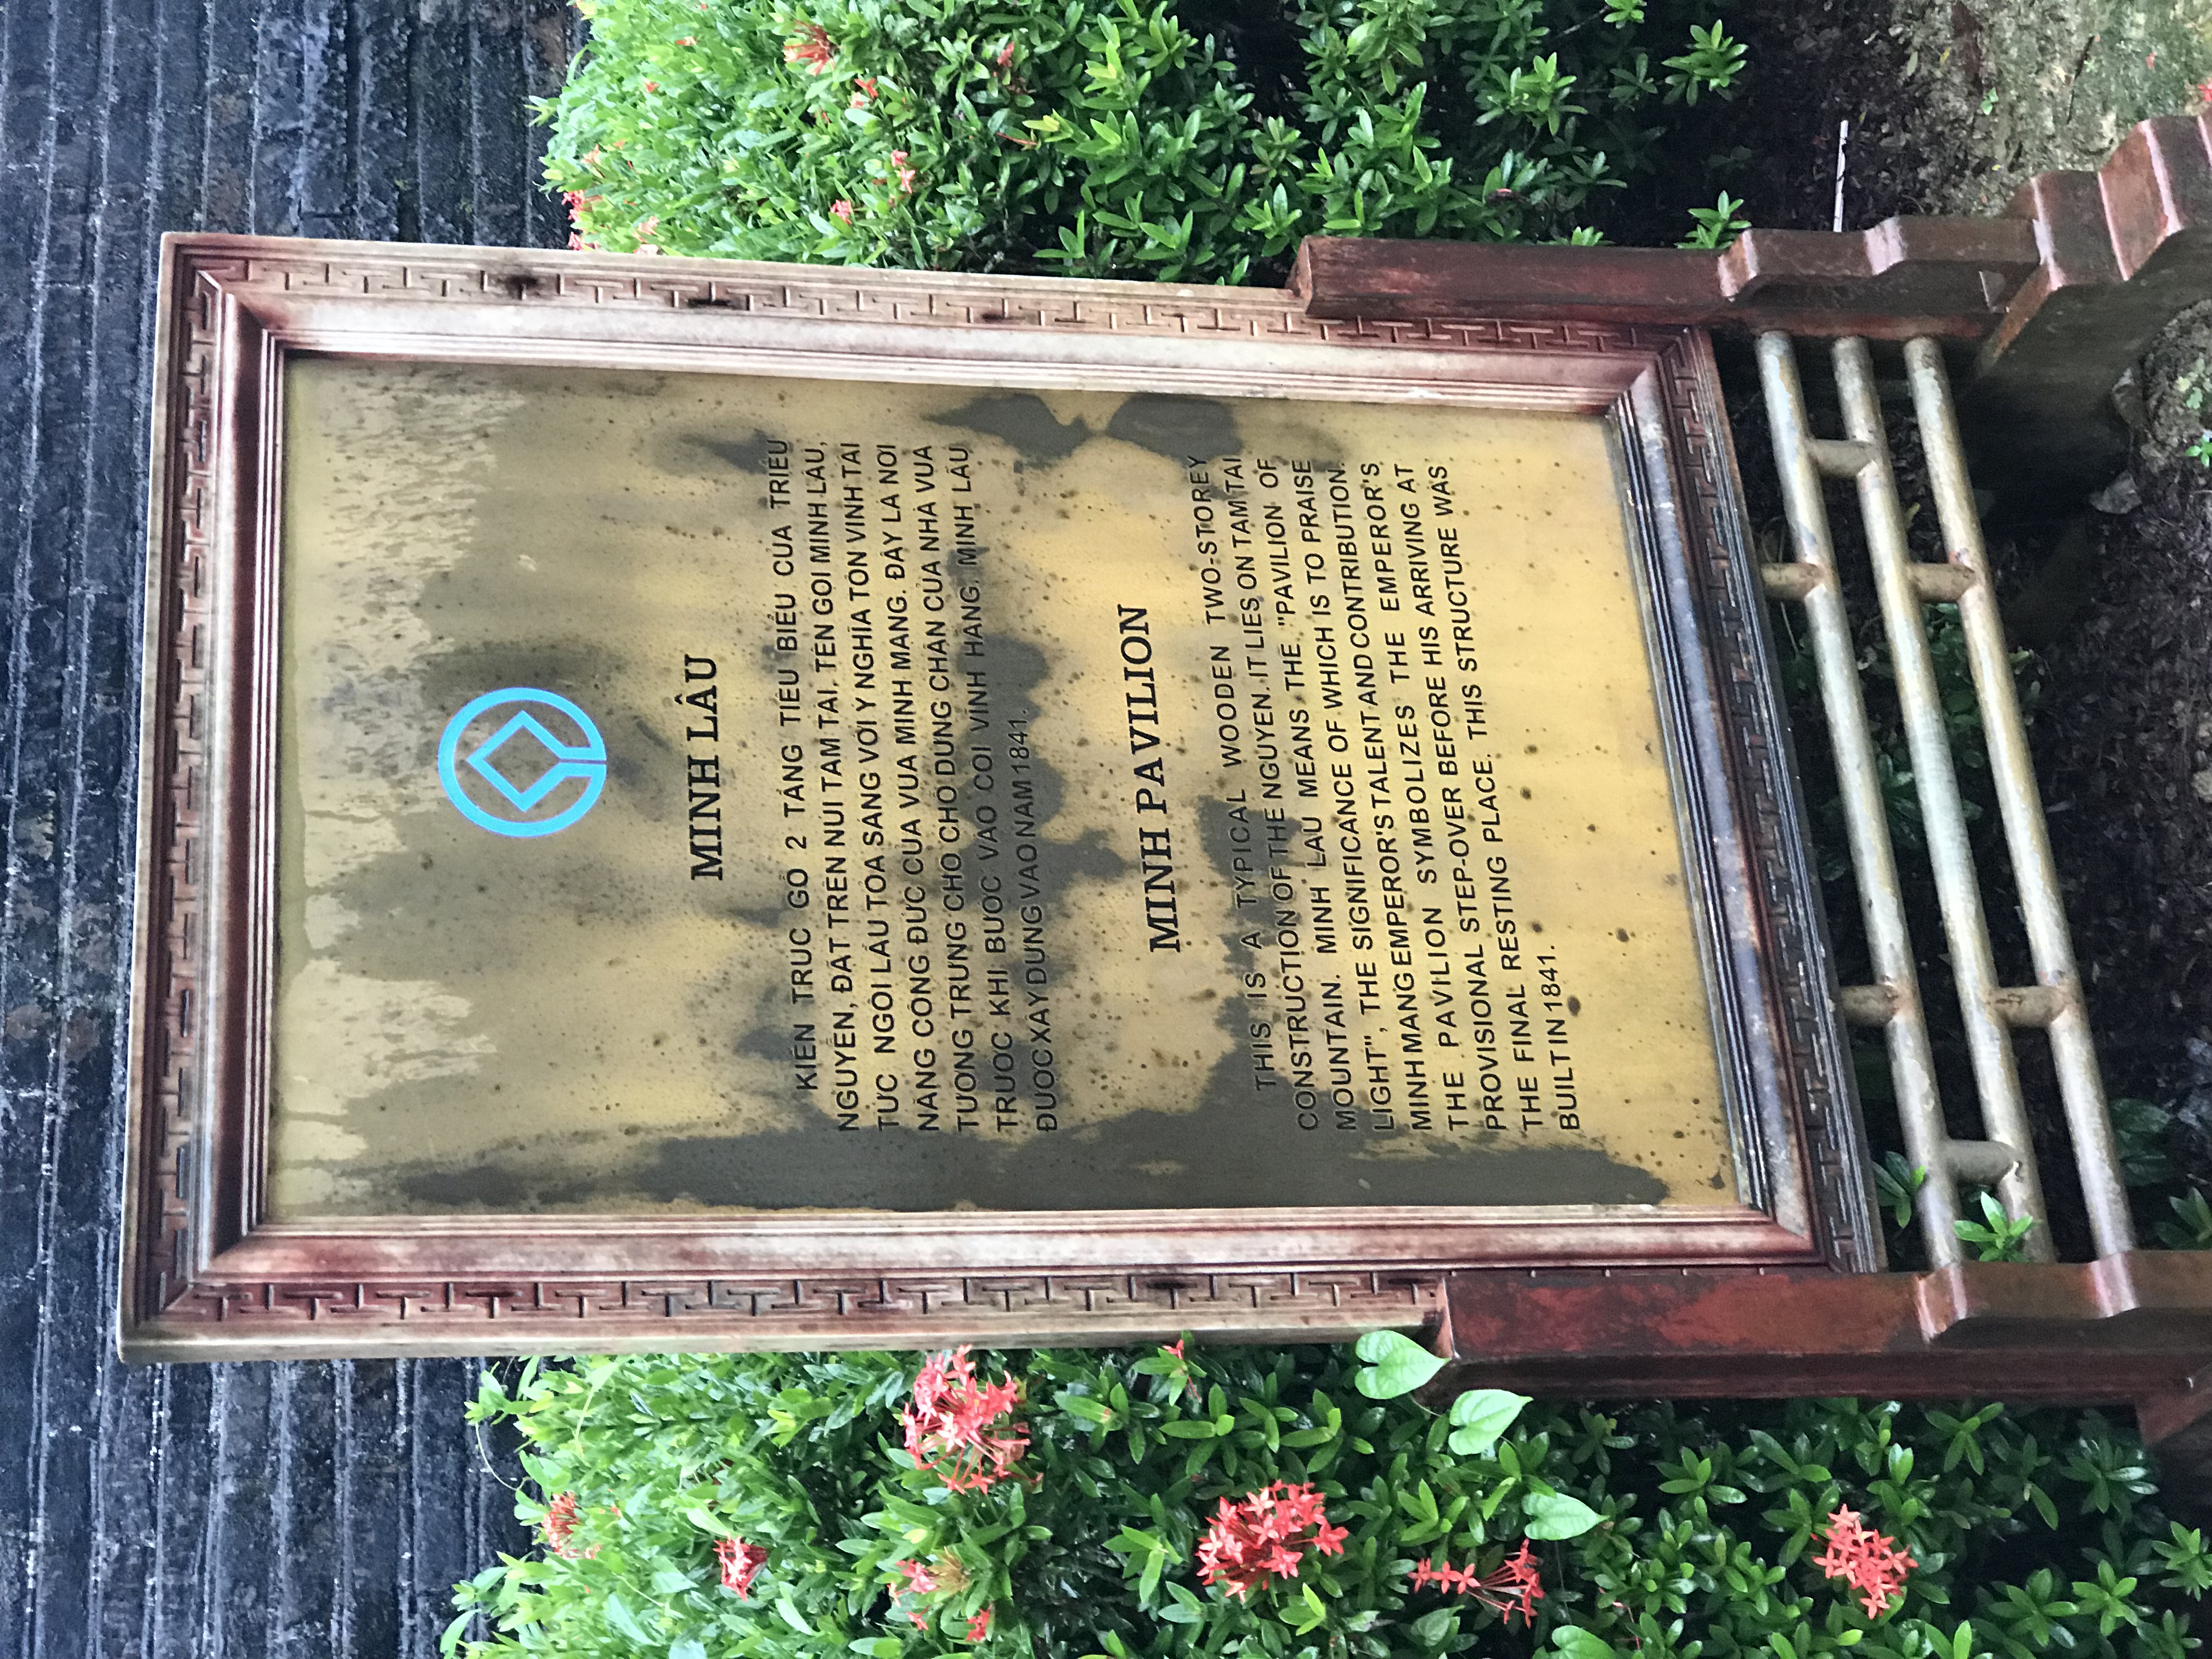 MINH LÂU
KIẾN TRÚC GỖ 2 TẦNG TIÊU BIỂU CỦA TRIỀU
NGUYỄN, ĐẶT TRÊN NÚI TAM TÀI, TÊN GỌI MINH LÂU,
TỨC NGÔI LẦU TỎA SÁNG VỚI Ý NGHĨA TÔN VINH TÀI
NĂNG CÔNG ĐỨC CỦA VUA MINH MẠNG. ĐÂY LÀ NƠI
TƯỢNG TRƯNG CHO CHỖ DỪNG CHÂN CỦA NHÀ VUA
TRƯỚC KHI BƯỚC VÀO CÕI VĨNH HẰNG. MINH LÂU
ĐƯỢC XÂY DỰNG VÀO NĂM 1841.
MINH PAVILION
THIS IS A TYPICAL WOODEN TWO-STOREY
CONSTRUCTION OF THE NGUYEN. IT LIES ON TAM TAI
MOUNTAIN. MINH LAU MEANS THE "PAVILION OF
LIGHT", THE SIGNIFICANCE OF WHICH IS TO PRAISE
MINH MANG EMPEROR'S TALENT AND CONTRIBUTION.
THE PAVILION SYMBOLIZES THE EMPEROR'S
PROVISIONAL STEP-OVER BEFORE HIS ARRIVING AT
THE FINAL RESTING PLACE. THIS STRUCTURE WAS
BUILT IN 1841.